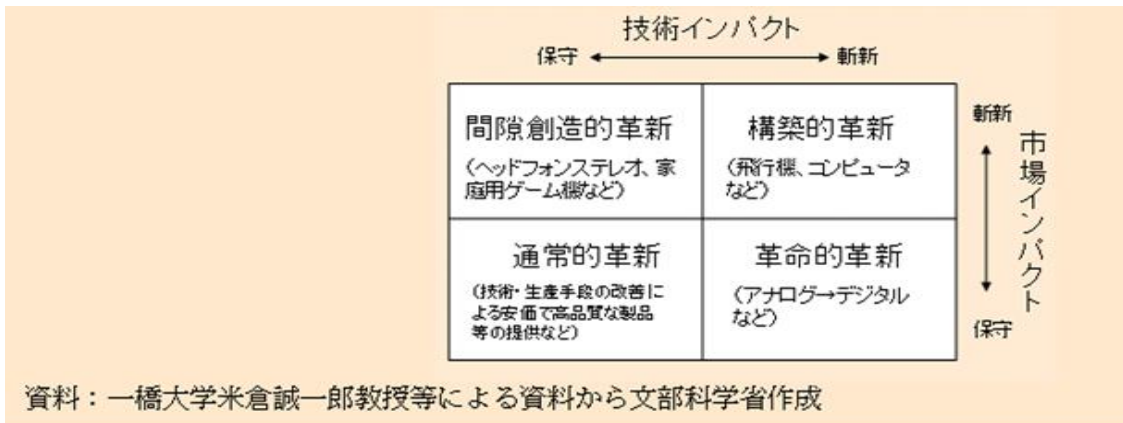 技術インパクト
保守 ←→ 斬新
間隙創造的革新
(ヘッドフォンステレオ、家
庭用ゲーム機など)
構築的革新
(飛行機、コンピュータ
など)
斬新
市場インパクト
保守
通常的革新
(技術・生産手段の改善に
よる安価で高品質な製品
等の提供など)
革命的革新
(アナログ→デジタル
など)
資料：一橋大学米倉誠一郎教授等による資料から文部科学省作成